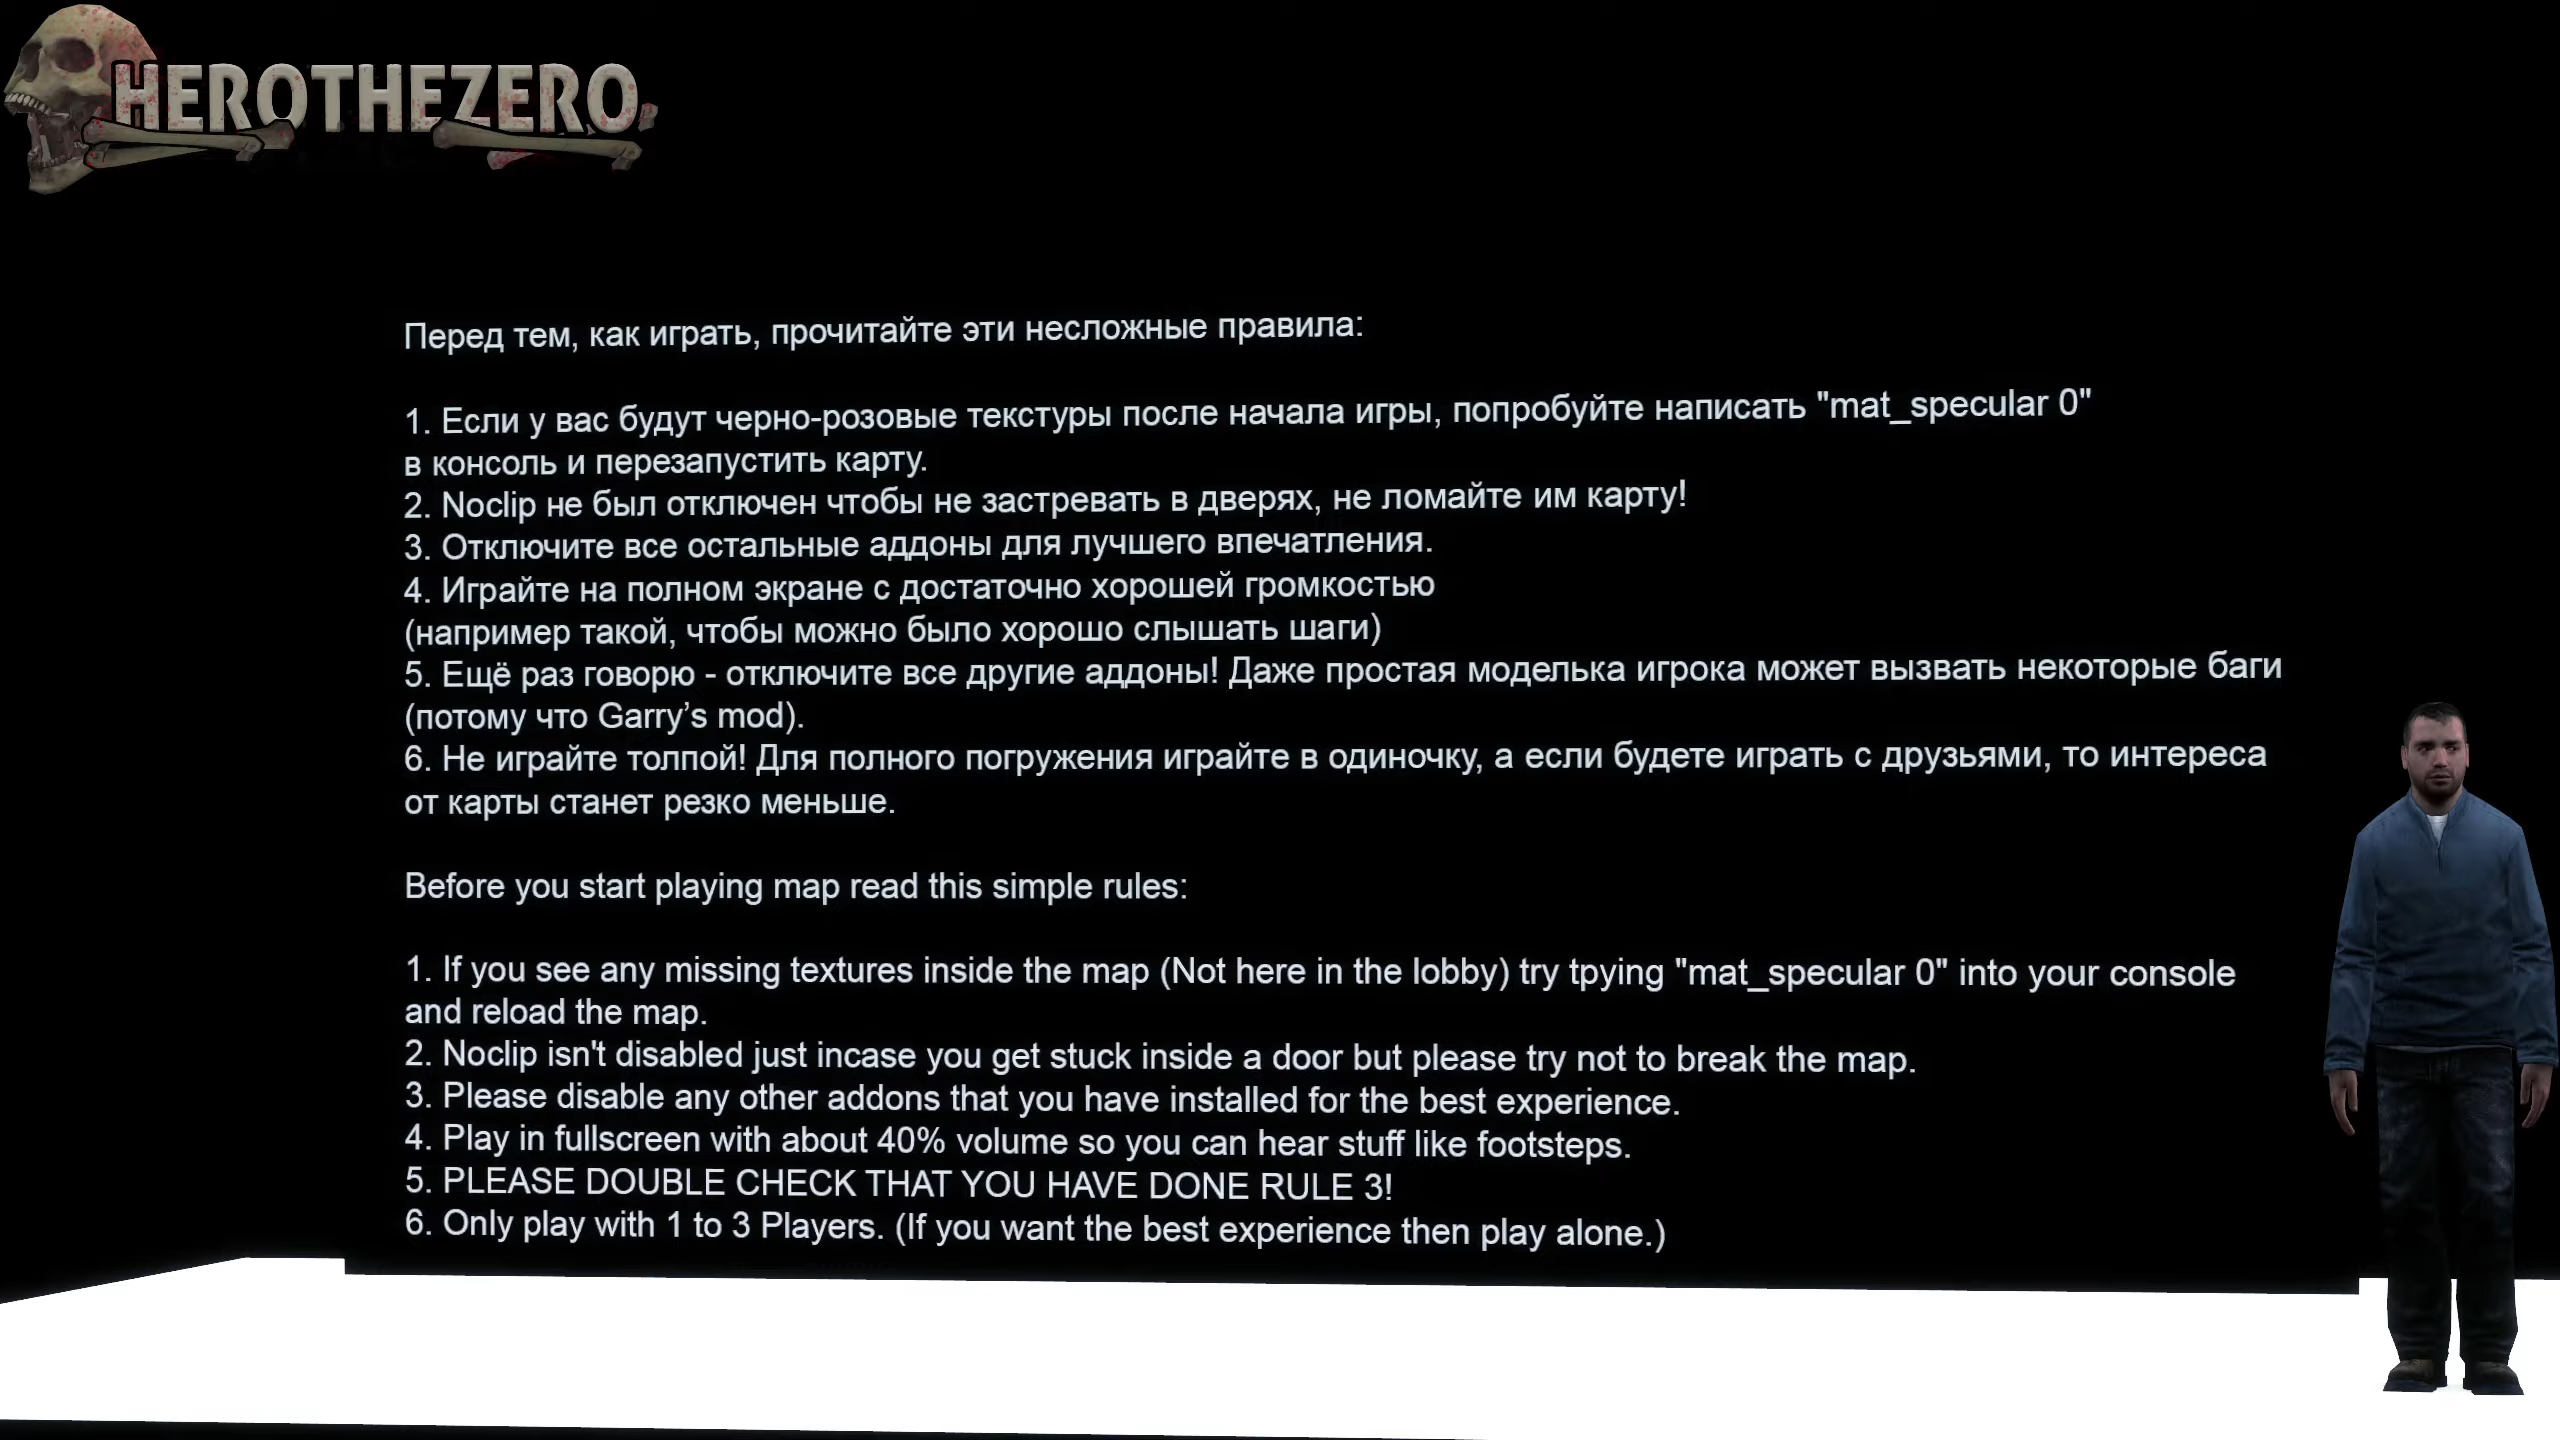 HEROTHEZERO
Перед тем, как играть, прочитайте эти несложные правила:
1. Если у вас будут черно-розовые текстуры после начала игры, попробуйте написать "mat_specular 0"
в консоль и перезапустить карту.
2. Noclip не был отключен чтобы не застревать в дверях, не ломайте им карту!
3. Отключите все остальные аддоны для лучшего впечатления.
4. Играйте на полном экране с достаточно хорошей громкостью
(например такой, чтобы можно было хорошо слышать шаги)
5. Ещё раз говорю - отключите все другие аддоны! Даже простая моделька игрока может вызвать некоторые баги
(потому что Garry’s mod).
6. Не играйте толпой! Для полного погружения играйте в одиночку, а если будете играть с друзьями, то интереса
от карты станет резко меньше.
Before you start playing map read this simple rules:
1. If you see any missing textures inside the map (Not here in the lobby) try tpying "mat_specular 0" into your console
and reload the map.
2. Noclip isn't disabled just incase you get stuck inside a door but please try not to break the map.
3. Please disable any other addons that you have installed for the best experience.
4. Play in fullscreen with about 40% volume so you can hear stuff like footsteps.
5. PLEASE DOUBLE CHECK THAT YOU HAVE DONE RULE 3!
6. Only play with 1 to 3 Players. (If you want the best experience then play alone.)